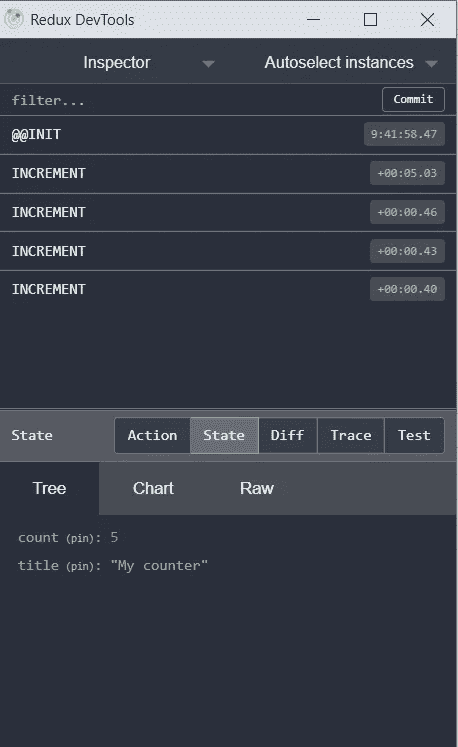 Redux DevTools
Inspector Autoselect instances
filter... Commit
@@INIT 9:41:58.47
INCREMENT +00:05.03
INCREMENT +00:00.46
INCREMENT +00:00.43
INCREMENT +00:00.40
State Action State Diff Trace Test
Tree Chart Raw
count (pin): 5
title (pin): "My counter"